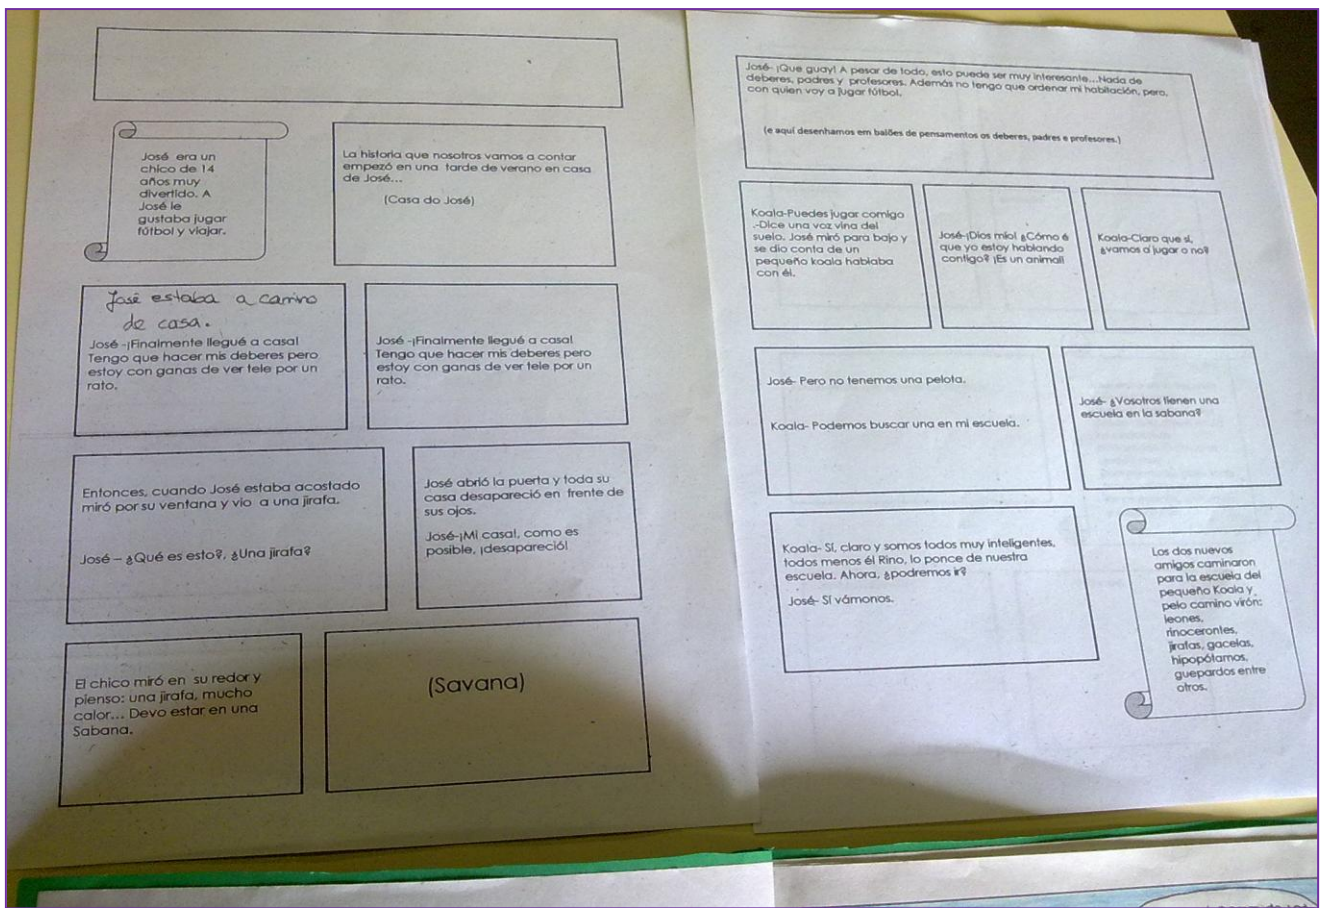 José era un
chico de 14
años muy
divertido. A
José le
gustaba jugar
fútbol y viajar.
La historia que nosotros vamos a contar
empezó en una tarde de verano en casa
de José...
(Casa do José)
José estaba a camino
de casa.
José -¡Finalmente llegué a casa!
Tengo que hacer mis deberes pero
estoy con ganas de ver tele por un
rato.
José -¡Finalmente llegué a casa!
Tengo que hacer mis deberes pero
estoy con ganas de ver tele por un
rato.
Entonces, cuando José estaba acostado
miró por su ventana y vio a una jirafa.
José – ¿Qué es esto?, ¿Una jirafa?
José abrió la puerta y toda su
casa desapareció en frente de
sus ojos.
José-¡Mi casa!, como es
posible, ¡desapareció!
El chico miró en su redor y
pienso: una jirafa, mucho
calor... Devo estar en una
Sabana.
(Savana)
José- ¡Que guay! A pesar de todo, esto puede ser muy interesante...Nada de
deberes, padres y profesores. Además no tengo que ordenar mi habitación, pero,
con quien voy a jugar fútbol.
(e aquí desenhamos em balões de pensamentos os deberes, padres e profesores.)
Koala-Puedes jugar comigo
.-Dice una voz vina del
suelo. José miró para bajo y
se dio conta de un
pequeño koala hablaba
con él.
José-¡Dios mío! ¿Cómo é
que yo estoy hablando
contigo? ¡Es un animal!
Koala-Claro que sí,
¿vamos a jugar o no?
José- Pero no tenemos una pelota.
Koala- Podemos buscar una en mi escuela.
José- ¿Vosotros tienen una
escuela en la sabana?
Koala- Sí, claro y somos todos muy inteligentes,
todos menos él Rino, lo ponce de nuestra
escuela. Ahora, ¿podremos ir?
José- Sí vámonos.
Los dos nuevos
amigos caminaron
para la escuela del
pequeño Koala y
pelo camino virón:
leones,
rinocerontes,
jirafas, gacelas,
hipopótamos,
guepardos entre
otros.